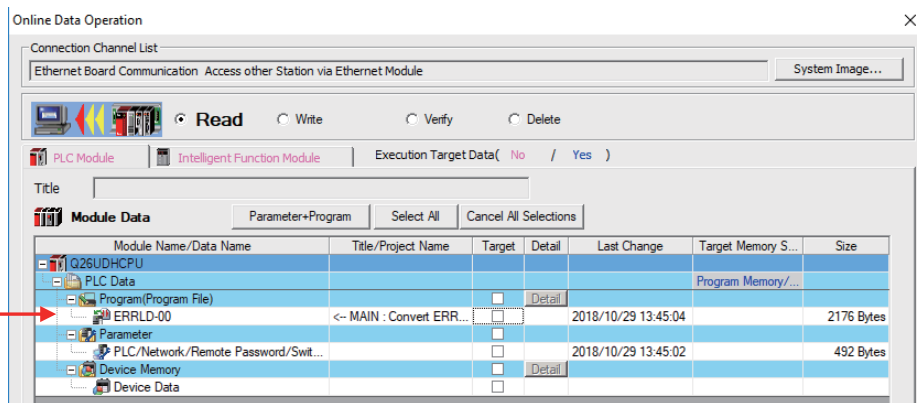 Online Data Operation
Connection Channel List
Ethernet Board Communication Access other Station via Ethernet Module
System Image...
Read Write Verify Delete
PLC Module Intelligent Function Module Execution Target Data( No / Yes )
Title
Module Data Parameter+Program Select All Cancel All Selections
Module Name/Data Name Title/Project Name Target Detail Last Change Target Memory S... Size
Q26UDHCPU
PLC Data Program Memory/...
Program(Program File) Detail
ERRLD-00 <-- MAIN : Convert ERR... 2018/10/29 13:45:04 2176 Bytes
Parameter
PLC/Network/Remote Password/Swit... 2018/10/29 13:45:02 492 Bytes
Device Memory Detail
Device Data